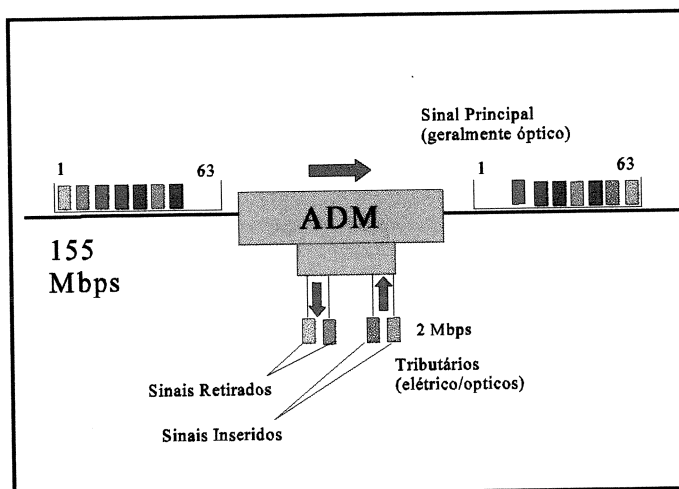 Sinal Principal
(geralmente óptico)
1
63
1
63
ADM
155
Mbps
2 Mbps
Tributários
(elétrico/opticos)
Sinais Retirados
Sinais Inseridos